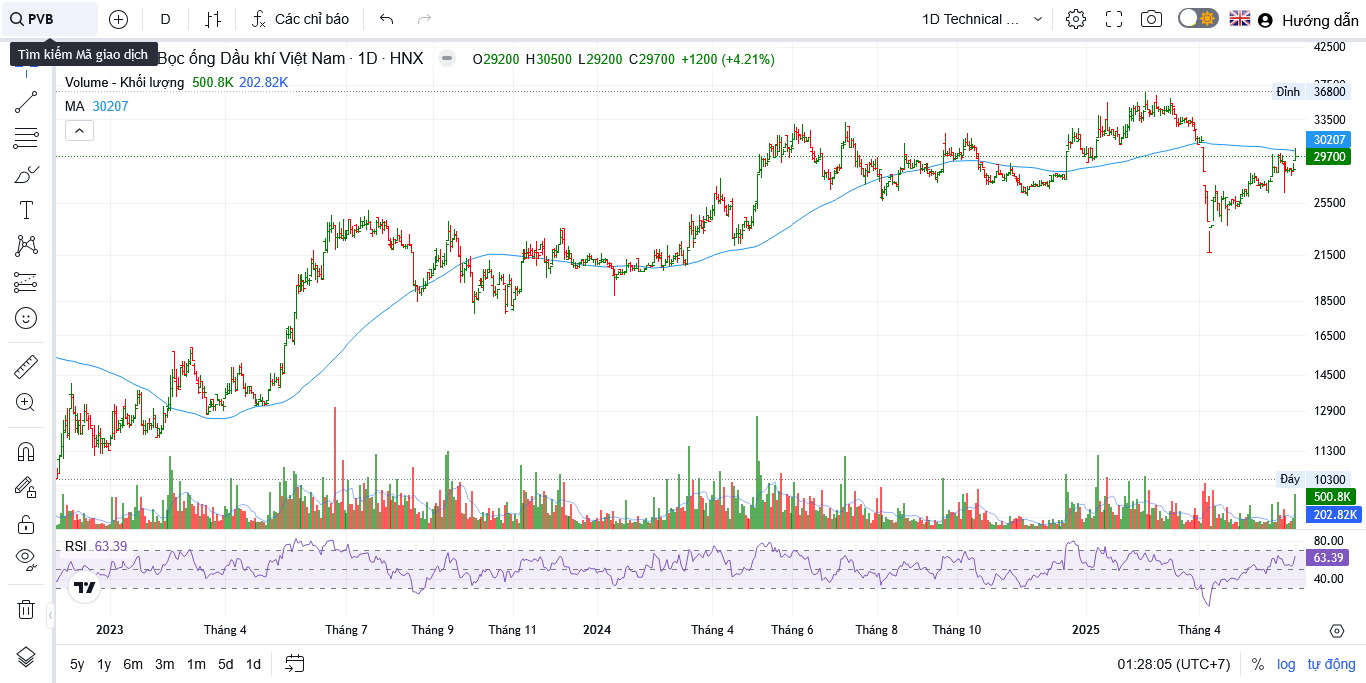 PVB D Các chỉ báo 1D Technical ... Hướng dẫn
Tìm kiếm Mã giao dịch
Bọc ống Dầu khí Việt Nam · 1D · HNX O29200 H30500 L29200 C29700 +1200 (+4.21%)
Volume - Khối lượng 500.8K 202.82K
MA 30207
42500
Đỉnh 36800
33500
30207
29700
25500
21500
18500
16500
14500
12900
11300
Đáy 10300
500.8K
202.82K
RSI 63.39
80.00
63.39
40.00
2023 Tháng 4 Tháng 7 Tháng 9 Tháng 11 2024 Tháng 4 Tháng 6 Tháng 8 Tháng 10 2025 Tháng 4
5y 1y 6m 3m 1m 5d 1d 01:28:05 (UTC+7) % log tự động